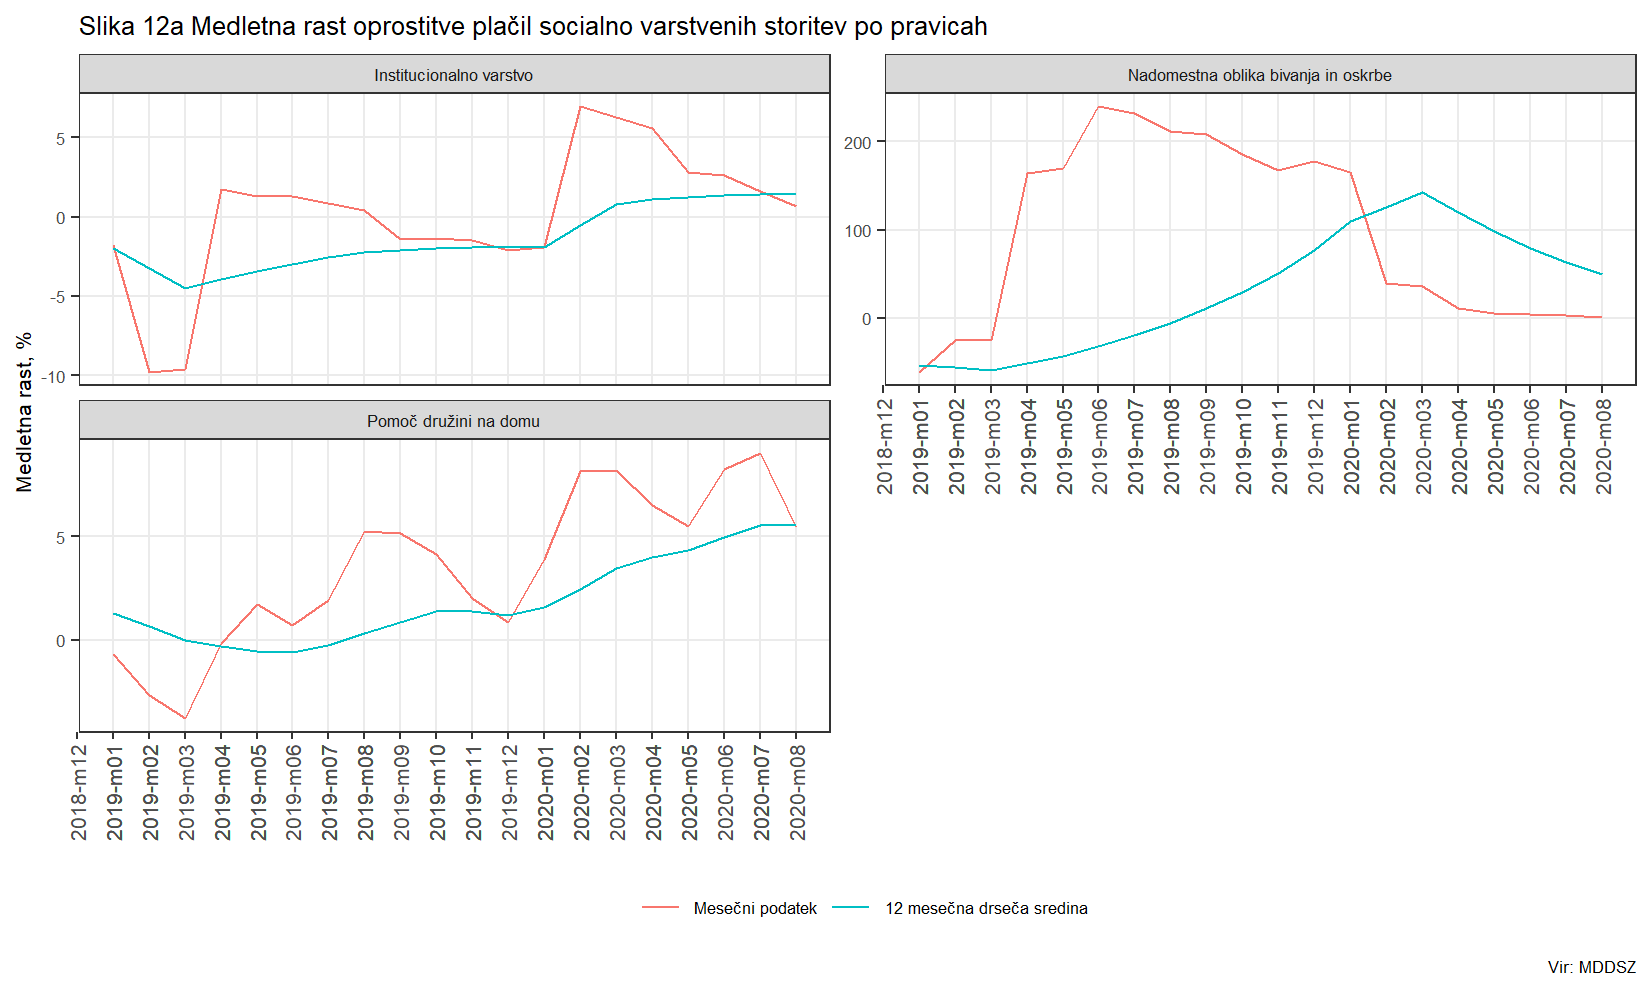 Slika 12a Medletna rast oprostitve plačil socialno varstvenih storitev po pravicah
Medletna rast, %
Institucionalno varstvo
5
0
-5
-10
Nadomestna oblika bivanja in oskrbe
200
100
0
2018-m12
2019-m01
2019-m02
2019-m03
2019-m04
2019-m05
2019-m06
2019-m07
2019-m08
2019-m09
2019-m10
2019-m11
2019-m12
2020-m01
2020-m02
2020-m03
2020-m04
2020-m05
2020-m06
2020-m07
2020-m08
Pomoč družini na domu
5
0
2018-m12
2019-m01
2019-m02
2019-m03
2019-m04
2019-m05
2019-m06
2019-m07
2019-m08
2019-m09
2019-m10
2019-m11
2019-m12
2020-m01
2020-m02
2020-m03
2020-m04
2020-m05
2020-m06
2020-m07
2020-m08
Mesečni podatek
12 mesečna drseča sredina
Vir: MDDSZ